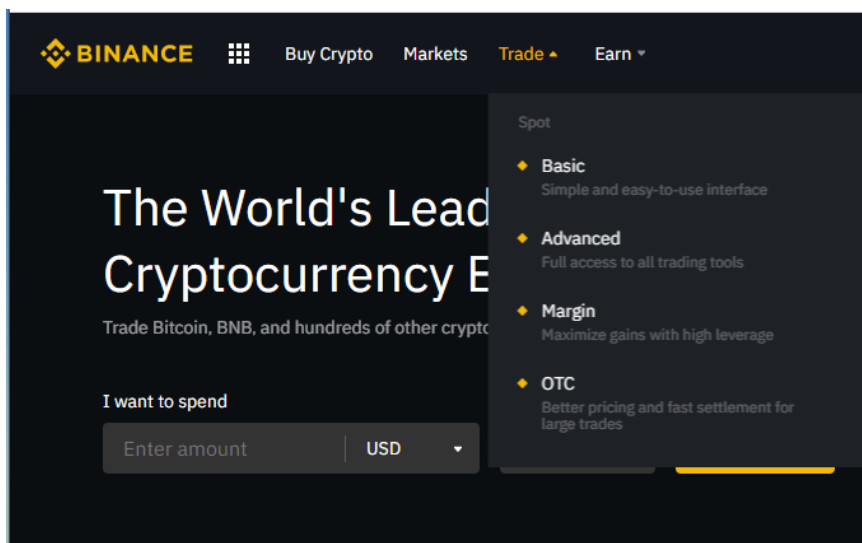 BINANCE Buy Crypto Markets Trade Earn
Spot
Basic
Simple and easy-to-use interface
Advanced
Full access to all trading tools
Margin
Maximize gains with high leverage
OTC
Better pricing and fast settlement for
large trades
The World's Lead
Cryptocurrency E
Trade Bitcoin, BNB, and hundreds of other crypto
I want to spend
Enter amount USD